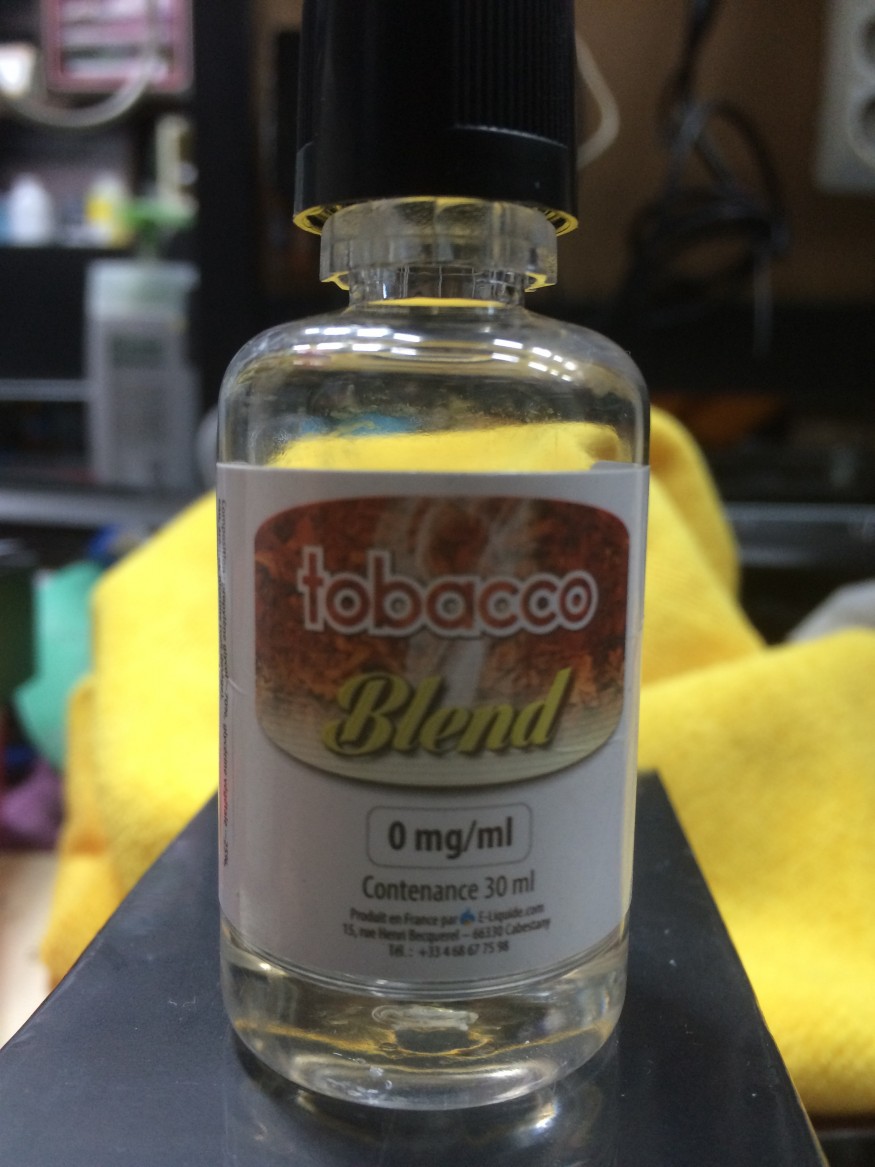 tobacco
Blend
0 mg/ml
Contenance 30 ml
Produit en France par E-Liquide.com
15, rue Henri Becquerel – 66330 Cabestany
Tél.: +33 4 68 67 75 98